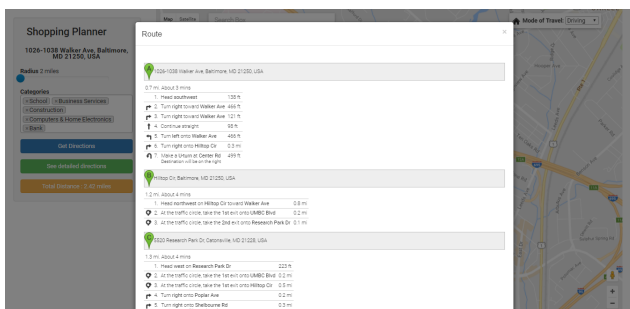 Shopping Planner
1026-1038 Walker Ave, Baltimore,
MD 21250, USA
Radius 2 miles
Categories
×School ×Business Services
×Construction
×Computers & Home Electronics
×Bank
Get Directions
See detailed directions
Total Distance : 3.82 miles
Map Satellite Search Box
Mode of Travel: Driving
Route ×
A 1026-1038 Walker Ave, Baltimore, MD 21250, USA
0.7 mi. About 3 mins
1. Head southwest 138 ft
2. Turn right toward Walker Ave 466 ft
3. Turn right toward Walker Ave 121 ft
4. Continue straight 95 ft
5. Turn left onto Walker Ave 466 ft
6. Turn right onto Hilltop Cir 0.3 mi
7. Make a U-turn at Center Rd 499 ft
Destination will be on the right
B Hilltop Cir, Baltimore, MD 21250, USA
1.2 mi. About 4 mins
1. Head northwest on Hilltop Cir toward Walker Ave 0.8 mi
2. At the traffic circle, take the 1st exit onto UMBC Blvd 0.2 mi
3. At the traffic circle, take the 2nd exit onto Research Park Dr 0.1 mi
C 5520 Research Park Dr, Catonsville, MD 21228, USA
1.3 mi. About 4 mins
1. Head west on Research Park Dr 223 ft
2. At the traffic circle, take the 1st exit onto UMBC Blvd 0.2 mi
3. At the traffic circle, take the 1st exit onto Hilltop Cir 0.5 mi
4. Turn right onto Poplar Ave 0.2 mi
5. Turn right onto Shelbourne Rd 0.3 mi